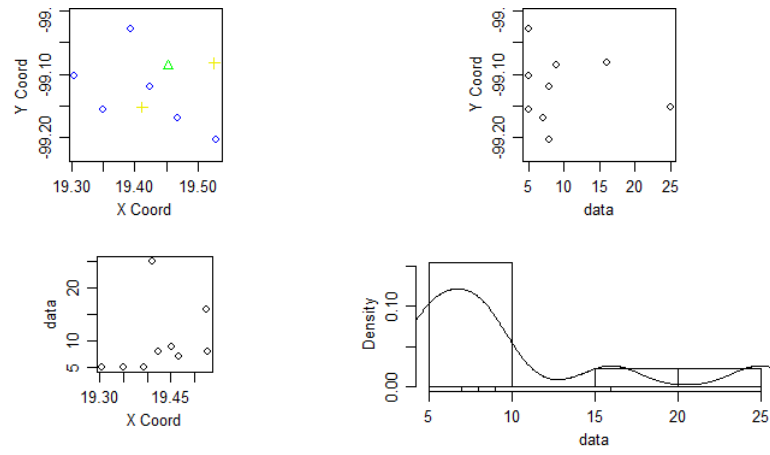 -99.
-99.10
-99.20
Y Coord
19.30 19.40 19.50
X Coord
Y Coord
-99.
-99.10
-99.20
5 10 15 20 25
data
data
20
10
5
19.30 19.45
X Coord
Density
0.10
0.00
5 10 15 20 25
data